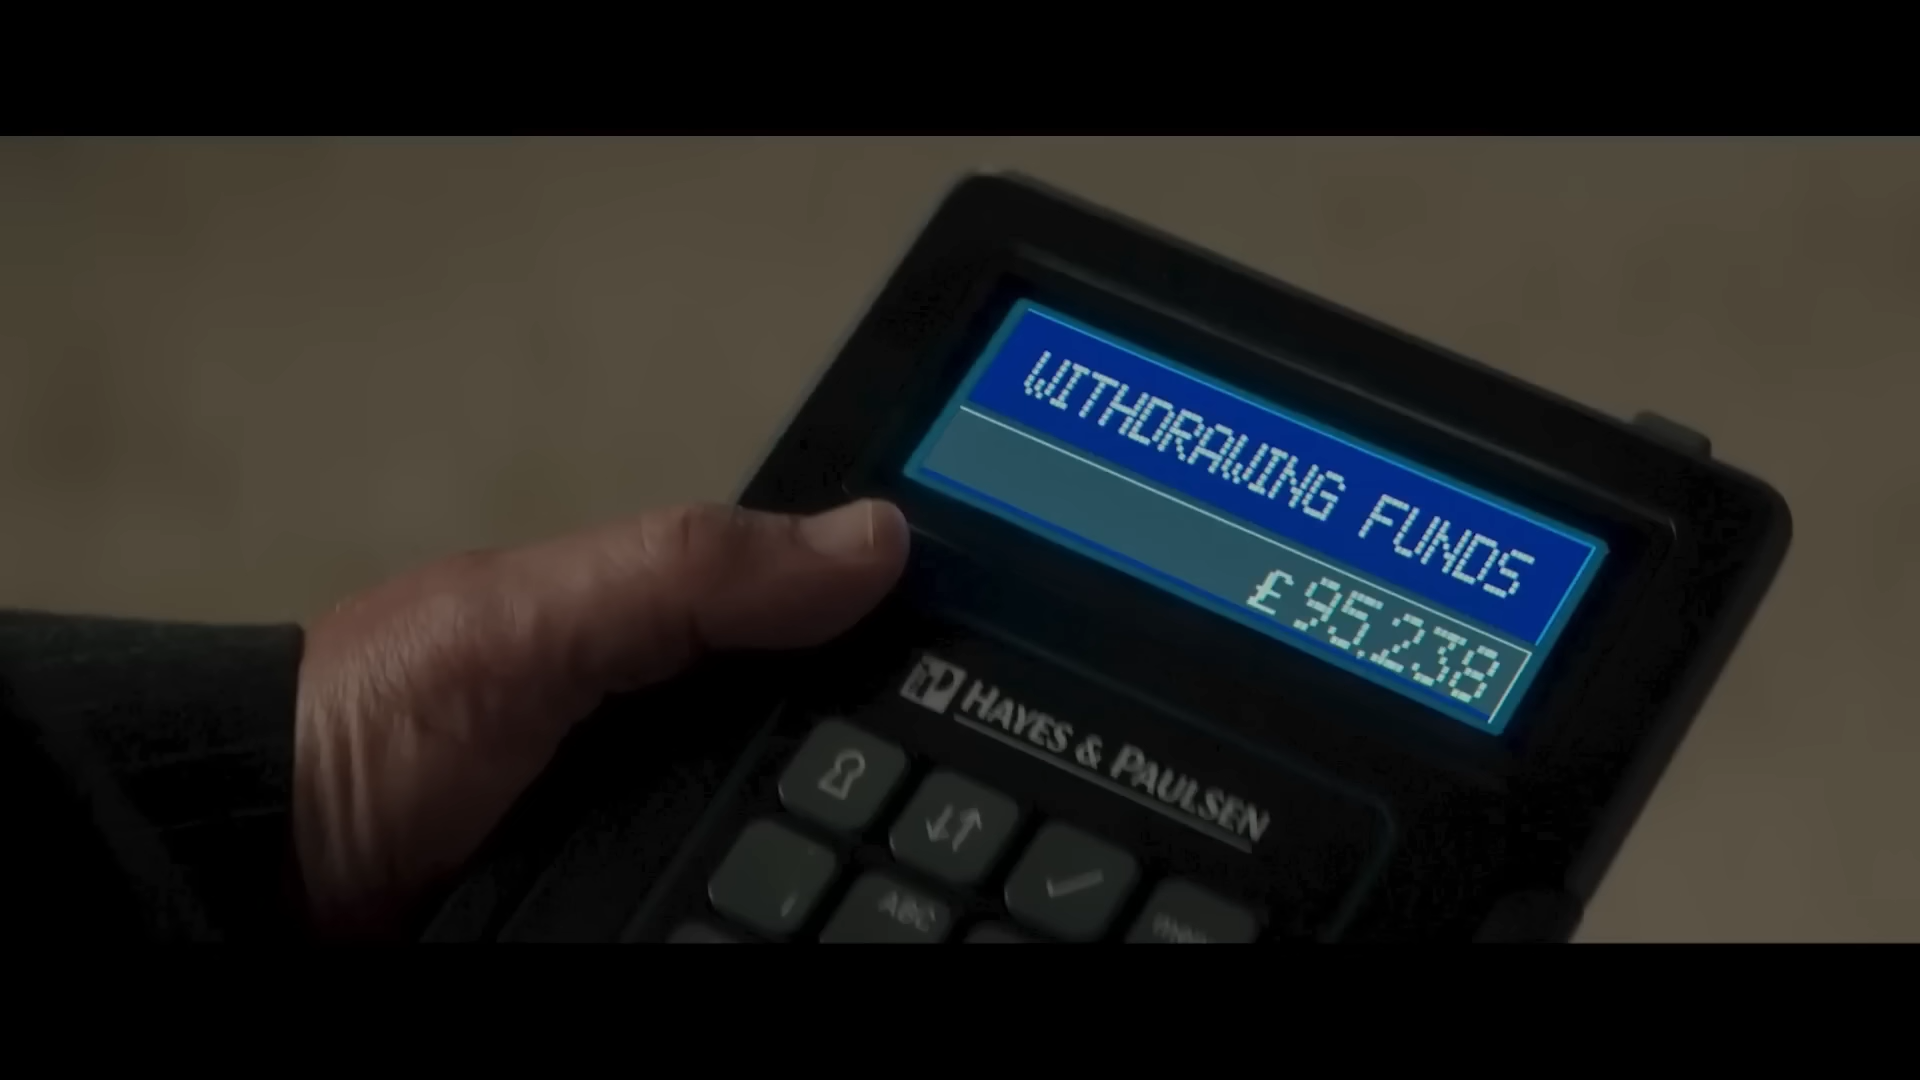 WITHDRAWING FUNDS
£95,238
HAYES & PAULSEN
ABC